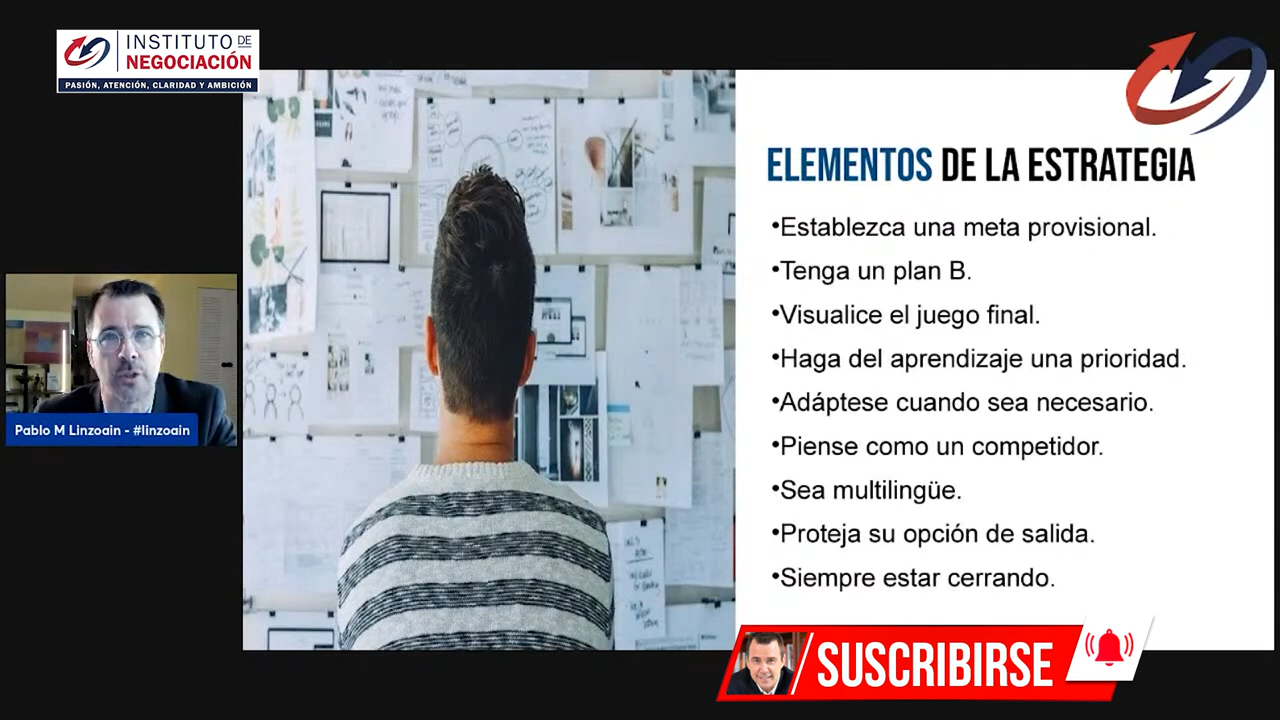 INSTITUTO DE
NEGOCIACIÓN
PASIÓN, ATENCIÓN, CLARIDAD Y AMBICIÓN
ELEMENTOS DE LA ESTRATEGIA
•Establezca una meta provisional.
•Tenga un plan B.
•Visualice el juego final.
•Haga del aprendizaje una prioridad.
•Adáptese cuando sea necesario.
•Piense como un competidor.
•Sea multilingüe.
•Proteja su opción de salida.
•Siempre estar cerrando.
Pablo M Linzoain - #linzoain
SUSCRIBIRSE